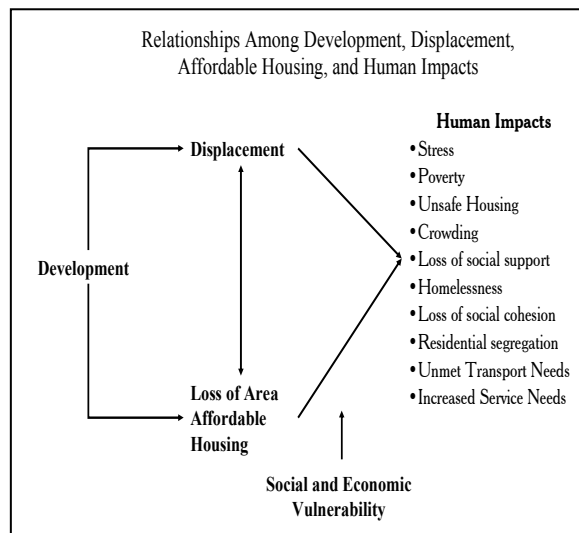 Relationships Among Development, Displacement,
Affordable Housing, and Human Impacts
Human Impacts
Displacement
•Stress
•Poverty
•Unsafe Housing
•Crowding
Development
•Loss of social support
•Homelessness
•Loss of social cohesion
•Residential segregation
•Unmet Transport Needs
•Increased Service Needs
Loss of Area
Affordable
Housing
Social and Economic
Vulnerability